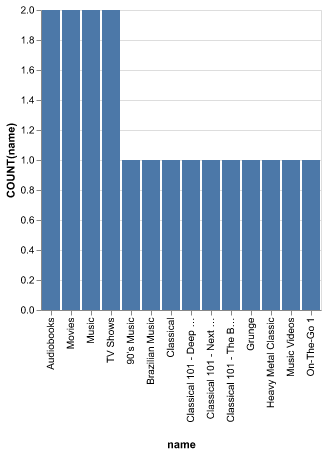 2.0
1.8
1.6
1.4
1.2
1.0
0.8
0.6
0.4
0.2
0.0
COUNT(name)
Audiobooks
Movies
Music
TV Shows
90's Music
Brazilian Music
Classical
Classical 101 - Deep …
Classical 101 - Next …
Classical 101 - The B…
Grunge
Heavy Metal Classic
Music Videos
On-The-Go 1
name